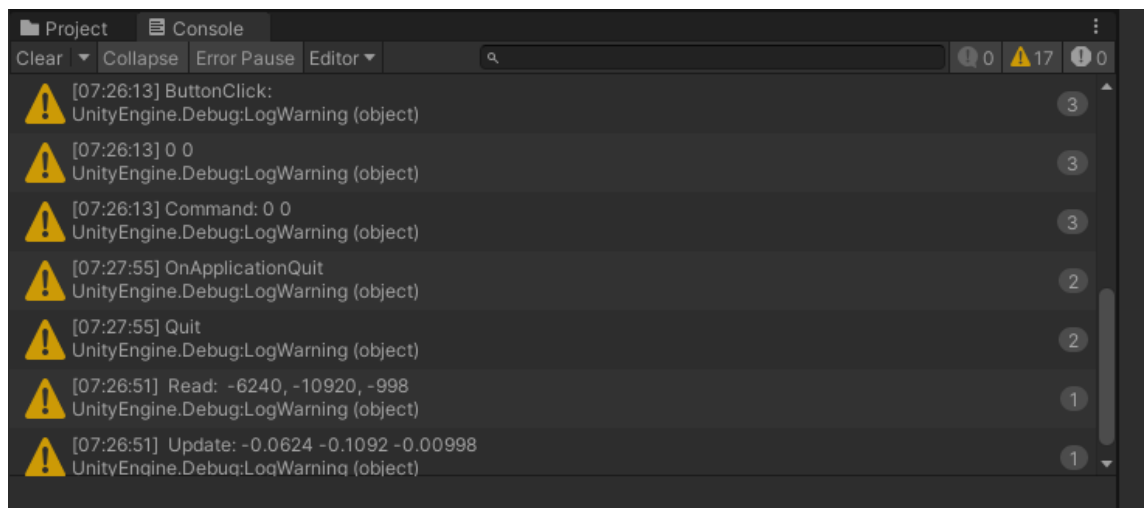 Project Console
Clear Collapse Error Pause Editor 0 17 0
[07:26:13] ButtonClick:
UnityEngine.Debug:LogWarning (object)
3
[07:26:13] 0 0
UnityEngine.Debug:LogWarning (object)
3
[07:26:13] Command: 0 0
UnityEngine.Debug:LogWarning (object)
3
[07:27:55] OnApplicationQuit
UnityEngine.Debug:LogWarning (object)
2
[07:27:55] Quit
UnityEngine.Debug:LogWarning (object)
2
[07:26:51]  Read:  -6240, -10920, -998
UnityEngine.Debug:LogWarning (object)
1
[07:26:51]  Update: -0.0624 -0.1092 -0.00998
UnityEngine.Debug:LogWarning (object)
1